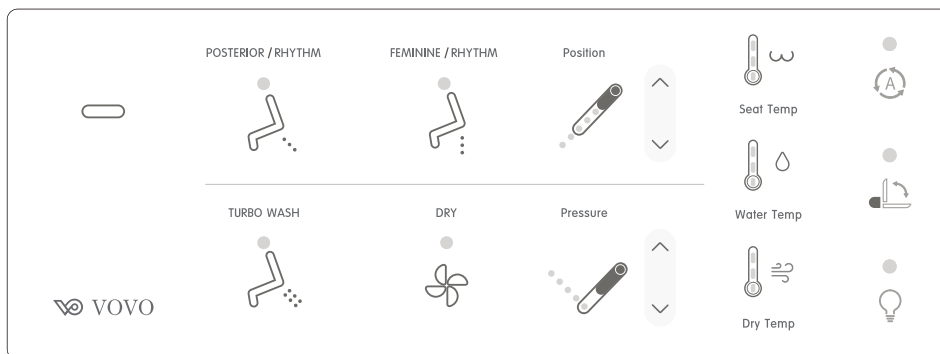 POSTERIOR / RHYTHM
FEMININE / RHYTHM
Position
Seat Temp
A
Water Temp
TURBO WASH
DRY
Pressure
VOVO
Dry Temp